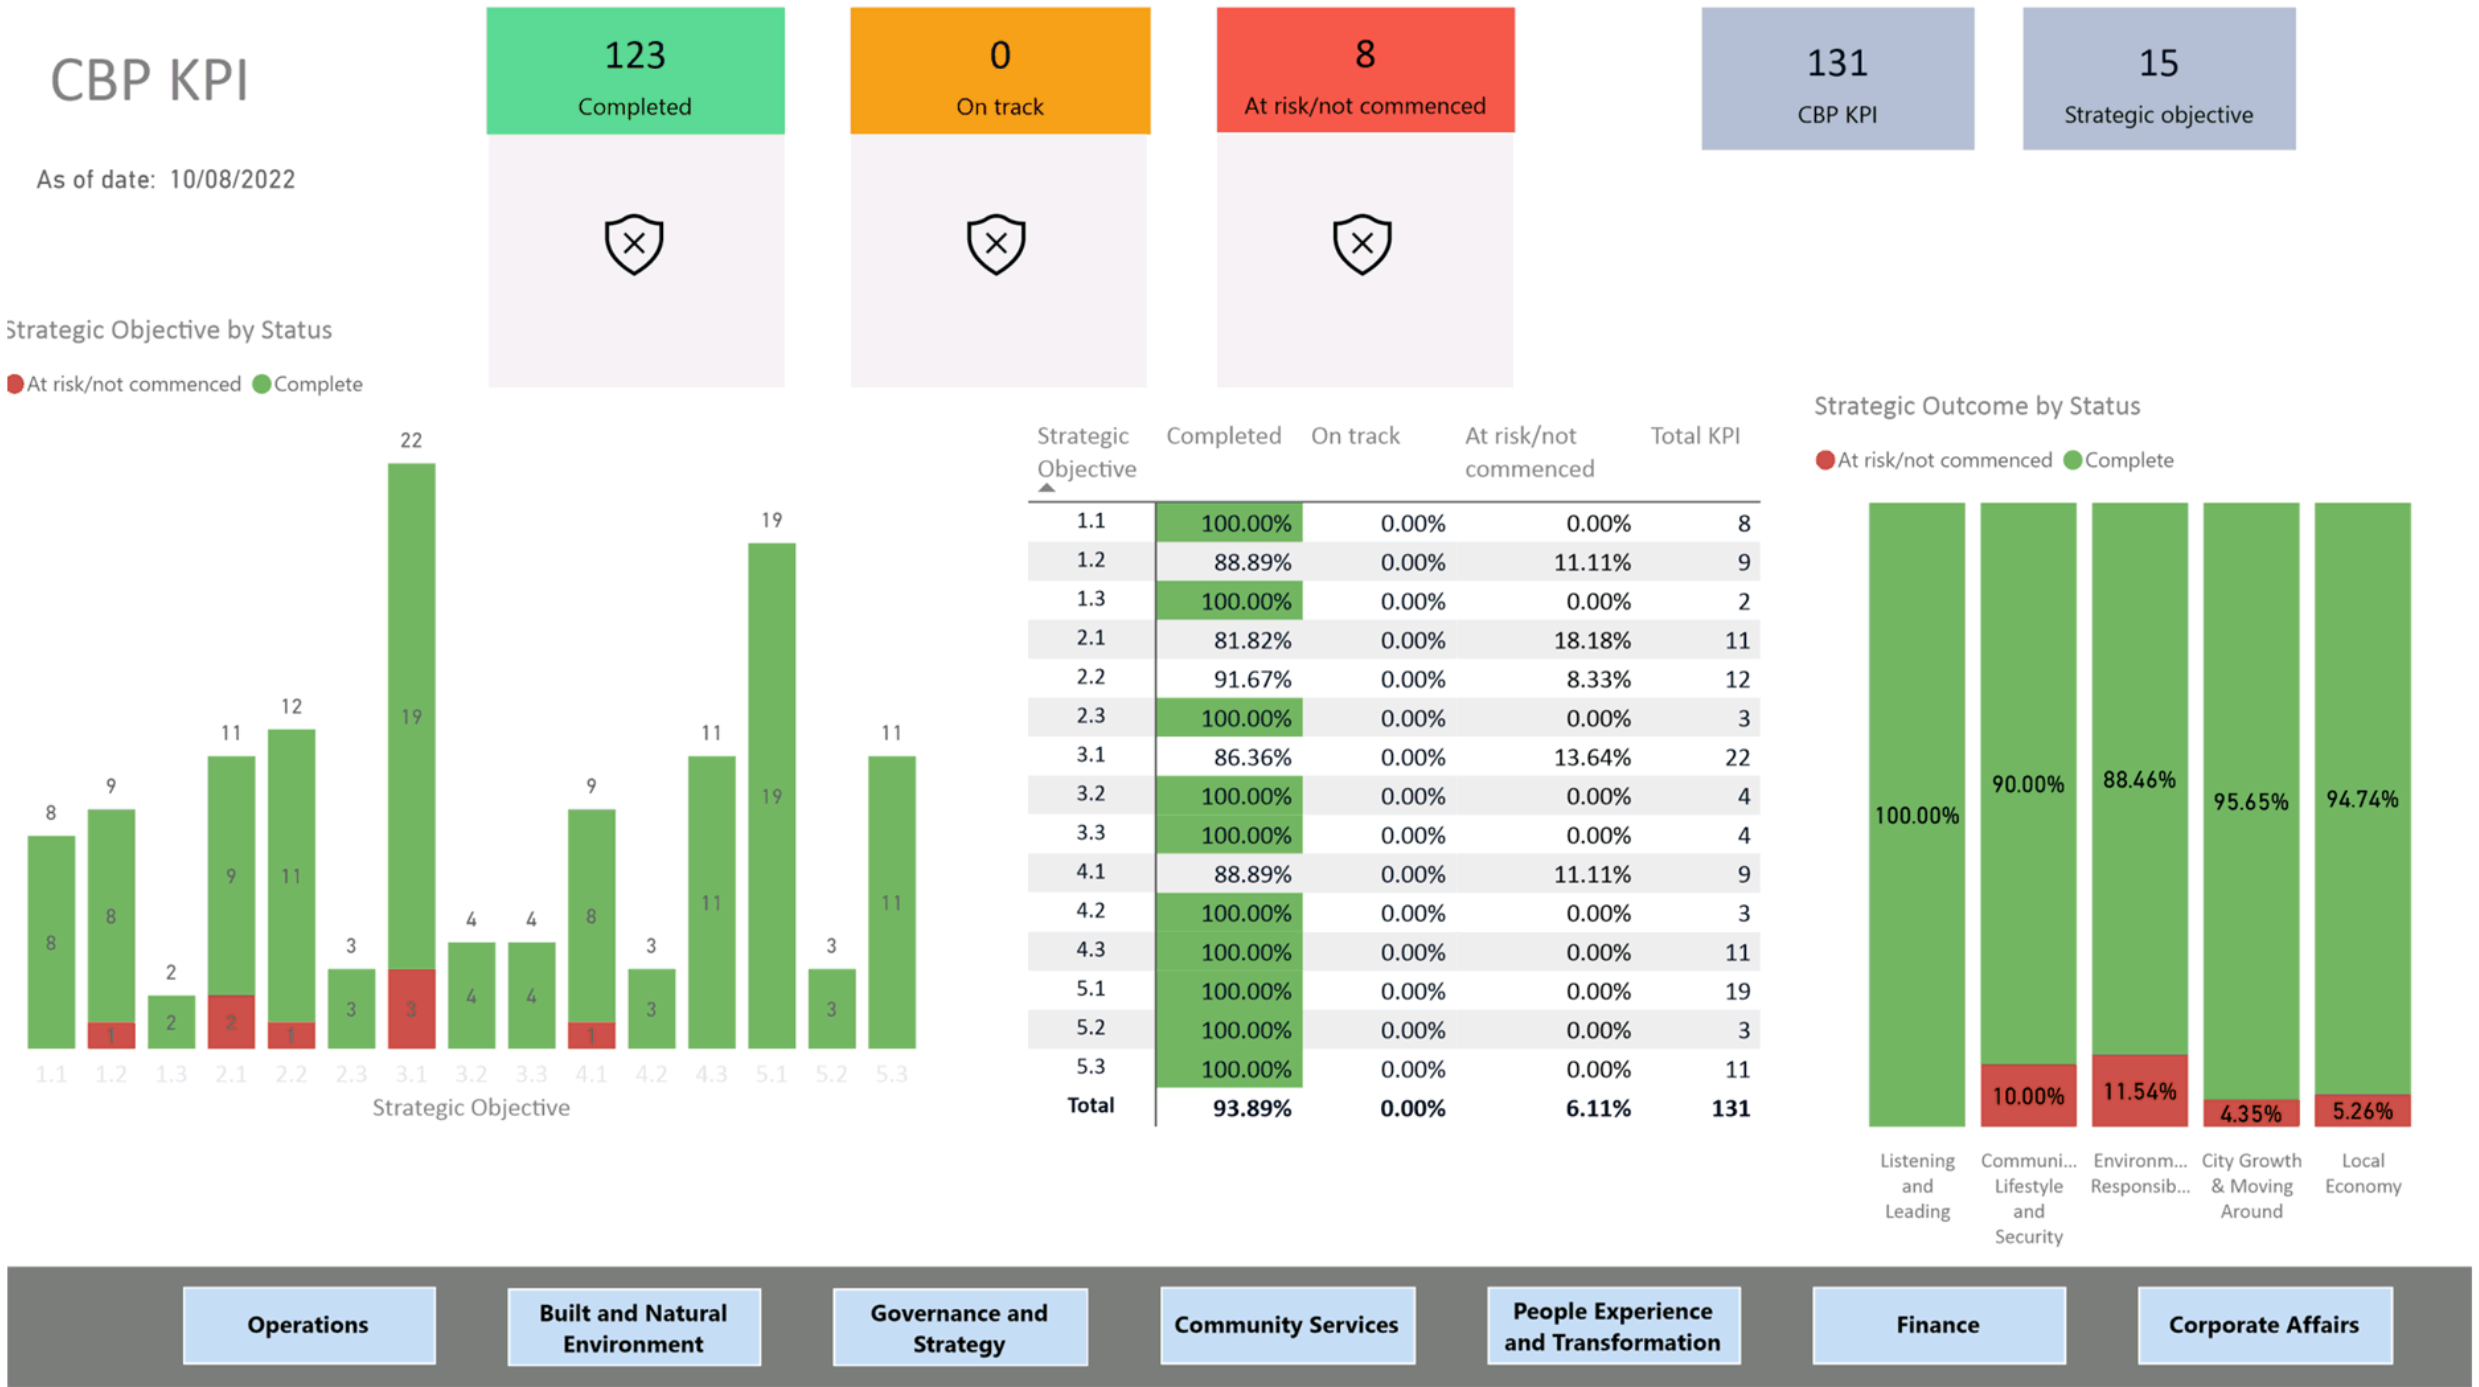 CBP KPI
As of date: 10/08/2022
123
Completed
0
On track
8
At risk/not commenced
131
CBP KPI
15
Strategic objective
Strategic Objective by Status
At risk/not commenced Complete
22
19
12
11
11
11
9
9
8
4
4
3
3
3
2
19
19
9
11
11
11
8
8
8
4
4
3
3
3
2
1
2
1
3
1
1.1 1.2 1.3 2.1 2.2 2.3 3.1 3.2 3.3 4.1 4.2 4.3 5.1 5.2 5.3
Strategic Objective
Strategic Completed On track At risk/not Total KPI
Objective commenced
1.1 100.00% 0.00% 0.00% 8
1.2 88.89% 0.00% 11.11% 9
1.3 100.00% 0.00% 0.00% 2
2.1 81.82% 0.00% 18.18% 11
2.2 91.67% 0.00% 8.33% 12
2.3 100.00% 0.00% 0.00% 3
3.1 86.36% 0.00% 13.64% 22
3.2 100.00% 0.00% 0.00% 4
3.3 100.00% 0.00% 0.00% 4
4.1 88.89% 0.00% 11.11% 9
4.2 100.00% 0.00% 0.00% 3
4.3 100.00% 0.00% 0.00% 11
5.1 100.00% 0.00% 0.00% 19
5.2 100.00% 0.00% 0.00% 3
5.3 100.00% 0.00% 0.00% 11
Total 93.89% 0.00% 6.11% 131
Strategic Outcome by Status
At risk/not commenced Complete
100.00% 90.00% 88.46% 95.65% 94.74%
10.00% 11.54% 4.35% 5.26%
Listening
and
Leading
Communi...
Lifestyle
and
Security
Environm...
Responsib...
City Growth
& Moving
Around
Local
Economy
Operations
Built and Natural
Environment
Governance and
Strategy
Community Services
People Experience
and Transformation
Finance
Corporate Affairs